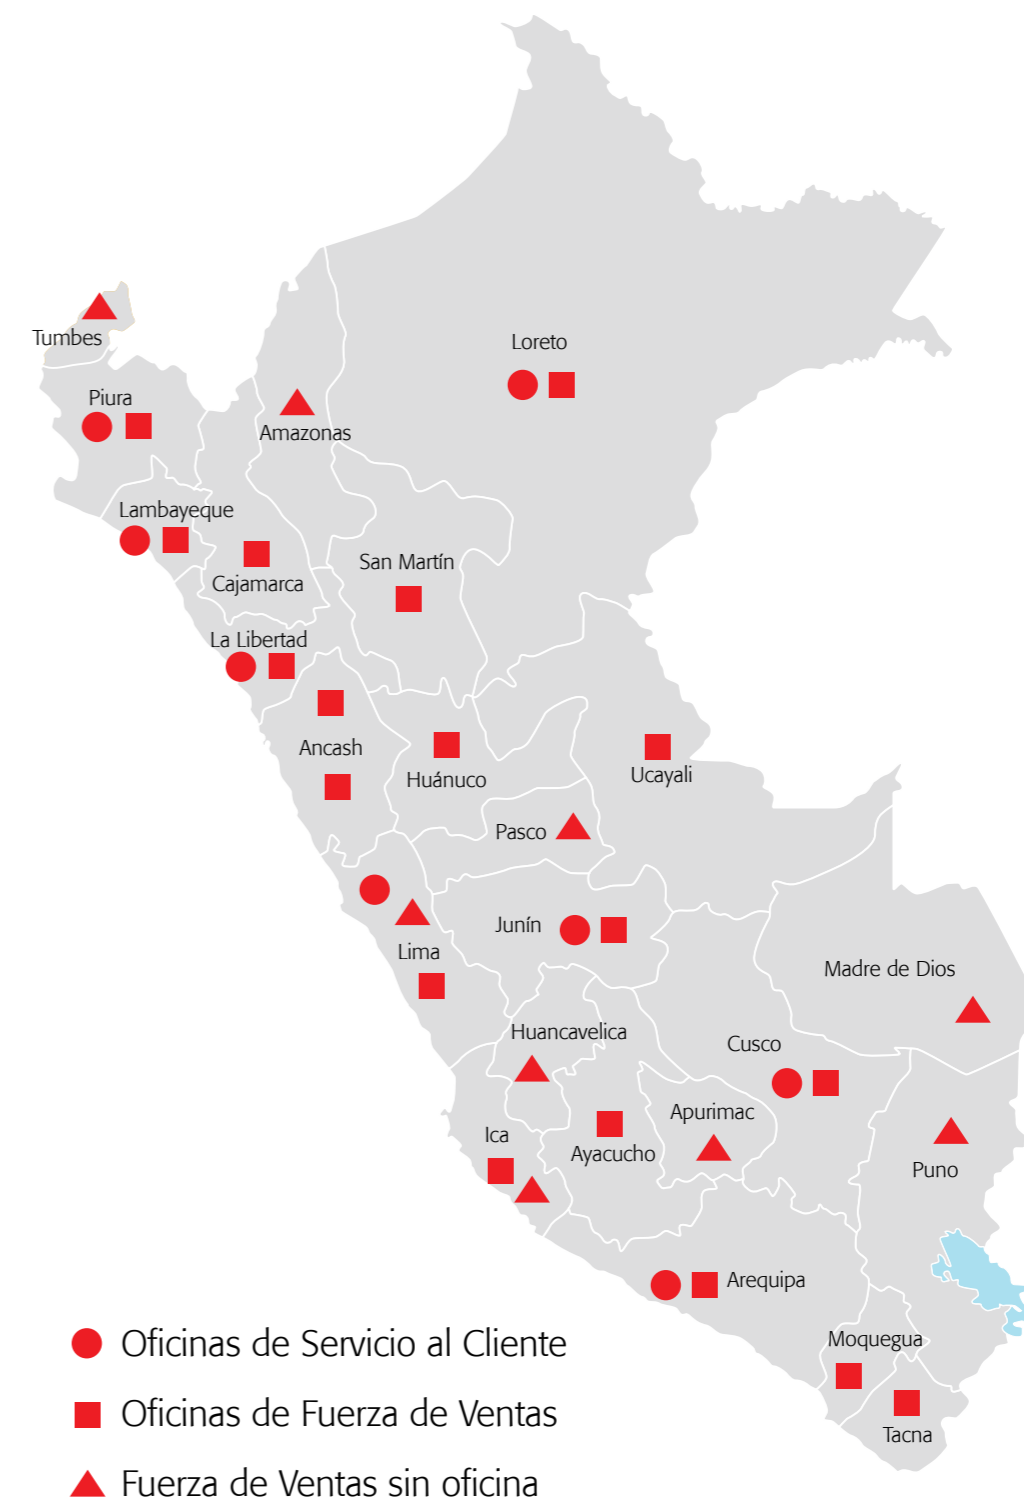 Loreto
Tumbes
Piura
Amazonas
Lambayeque
San Martín
Cajamarca
La Libertad
Ancash
Huánuco
Ucayali
Pasco
Junín
Lima
Madre de Dios
Huancavelica
Cusco
Apurimac
Ica
Ayacucho
Puno
Arequipa
Moquegua
Tacna
Oficinas de Servicio al Cliente
Oficinas de Fuerza de Ventas
Fuerza de Ventas sin oficina